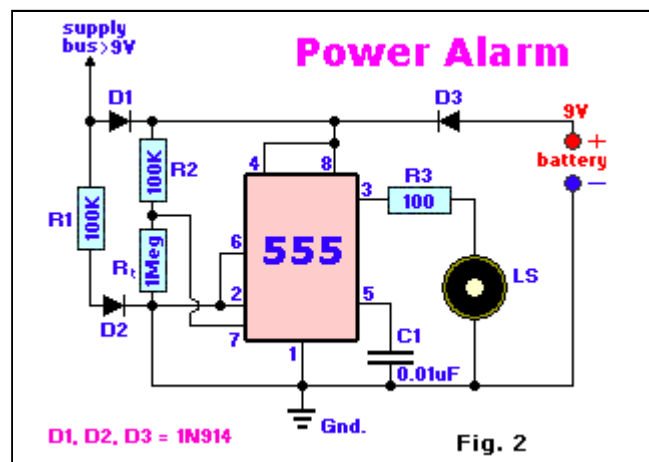 supply
bus>9V
Power Alarm
D1
D3
9V
+
battery
−
R2
100K
4
8
3
R3
100
R1
100K
Rt
1Meg
6
555
2
5
LS
D2
7
1
C1
0.01uF
Gnd.
D1, D2, D3 = 1N914
Fig. 2